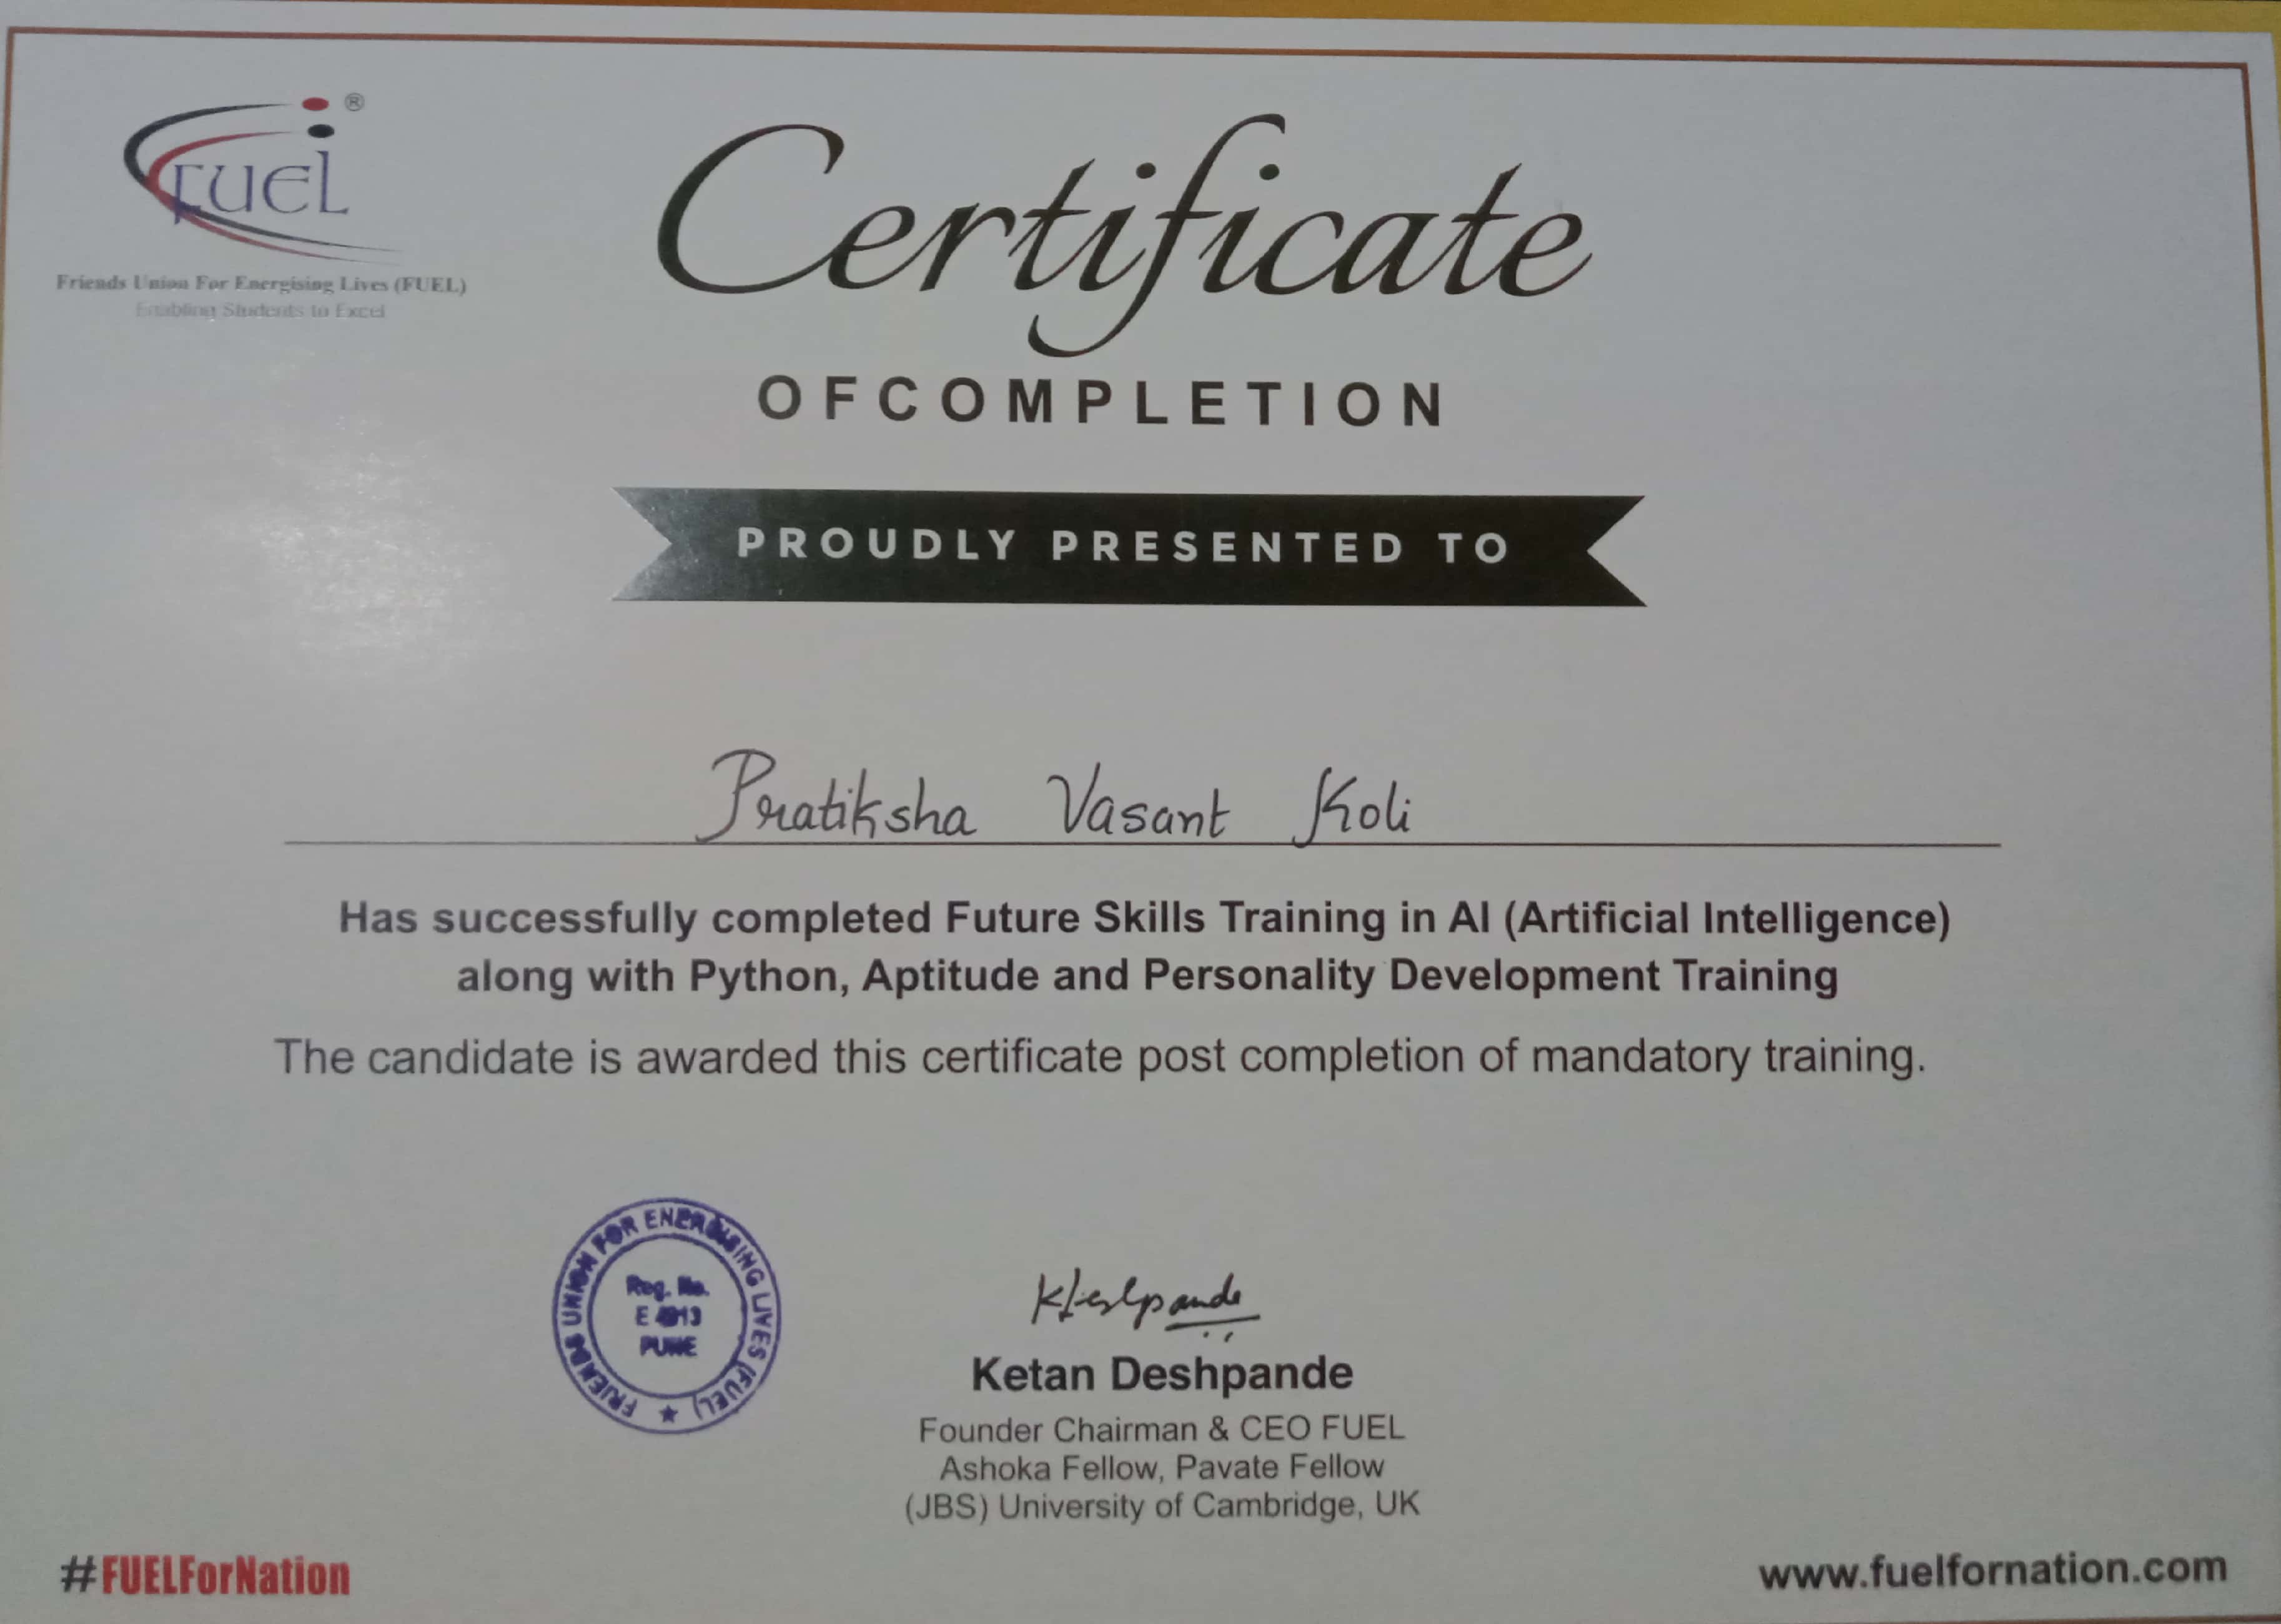 FUEL ®
Friends Union For Energising Lives (FUEL)
Enabling Students to Excel
Certificate
OFCOMPLETION
PROUDLY PRESENTED TO
Pratiksha Vasant Koli
Has successfully completed Future Skills Training in AI (Artificial Intelligence)
along with Python, Aptitude and Personality Development Training
The candidate is awarded this certificate post completion of mandatory training.
FRIENDS UNION FOR ENERGISING LIVES (FUEL)
Reg. No.
E
PUNE
KDeshpande
Ketan Deshpande
Founder Chairman & CEO FUEL
Ashoka Fellow, Pavate Fellow
(JBS) University of Cambridge, UK
#FUELForNation
www.fuelfornation.com